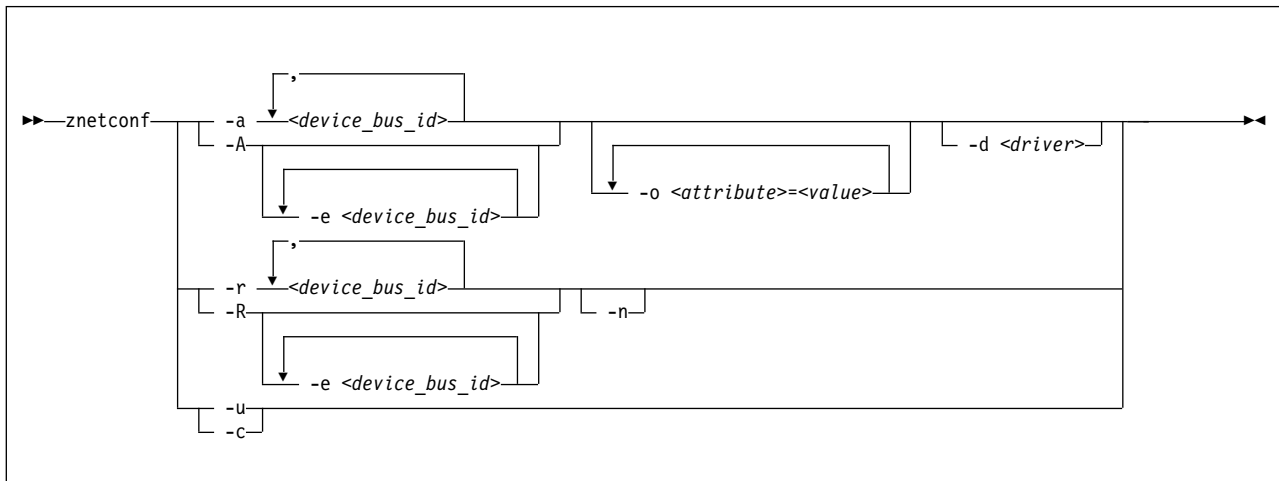 ,
znetconf -a <device_bus_id>
-A
-d <driver>
-o <attribute>=<value>
-e <device_bus_id>
,
-r <device_bus_id>
-R
-n
-e <device_bus_id>
-u
-c